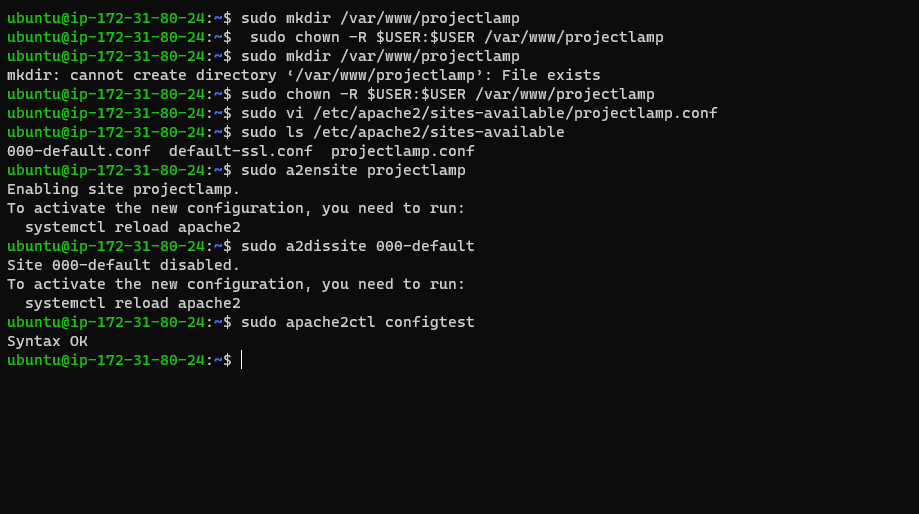 ubuntu@ip-172-31-80-24:~$ sudo mkdir /var/www/projectlamp
ubuntu@ip-172-31-80-24:~$  sudo chown -R $USER:$USER /var/www/projectlamp
ubuntu@ip-172-31-80-24:~$ sudo mkdir /var/www/projectlamp
mkdir: cannot create directory ‘/var/www/projectlamp’: File exists
ubuntu@ip-172-31-80-24:~$ sudo chown -R $USER:$USER /var/www/projectlamp
ubuntu@ip-172-31-80-24:~$ sudo vi /etc/apache2/sites-available/projectlamp.conf
ubuntu@ip-172-31-80-24:~$ sudo ls /etc/apache2/sites-available
000-default.conf  default-ssl.conf  projectlamp.conf
ubuntu@ip-172-31-80-24:~$ sudo a2ensite projectlamp
Enabling site projectlamp.
To activate the new configuration, you need to run:
  systemctl reload apache2
ubuntu@ip-172-31-80-24:~$ sudo a2dissite 000-default
Site 000-default disabled.
To activate the new configuration, you need to run:
  systemctl reload apache2
ubuntu@ip-172-31-80-24:~$ sudo apache2ctl configtest
Syntax OK
ubuntu@ip-172-31-80-24:~$